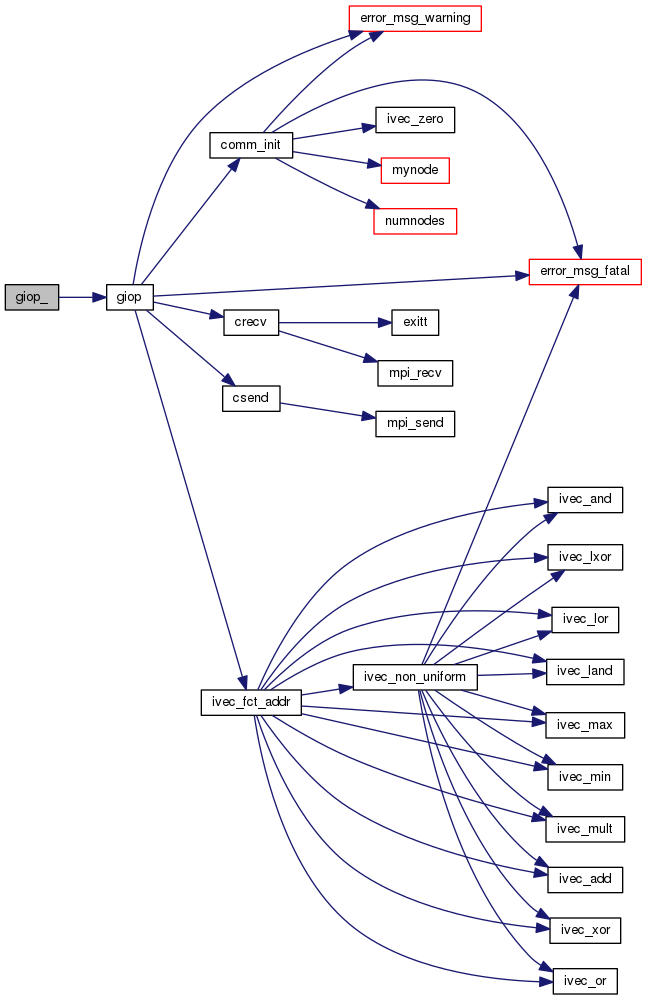 error_msg_warning
comm_init
ivec_zero
mynode
numnodes
error_msg_fatal
giop_
giop
crecv
exitt
mpi_recv
csend
mpi_send
ivec_and
ivec_lxor
ivec_lor
ivec_non_uniform
ivec_land
ivec_fct_addr
ivec_max
ivec_min
ivec_mult
ivec_add
ivec_xor
ivec_or